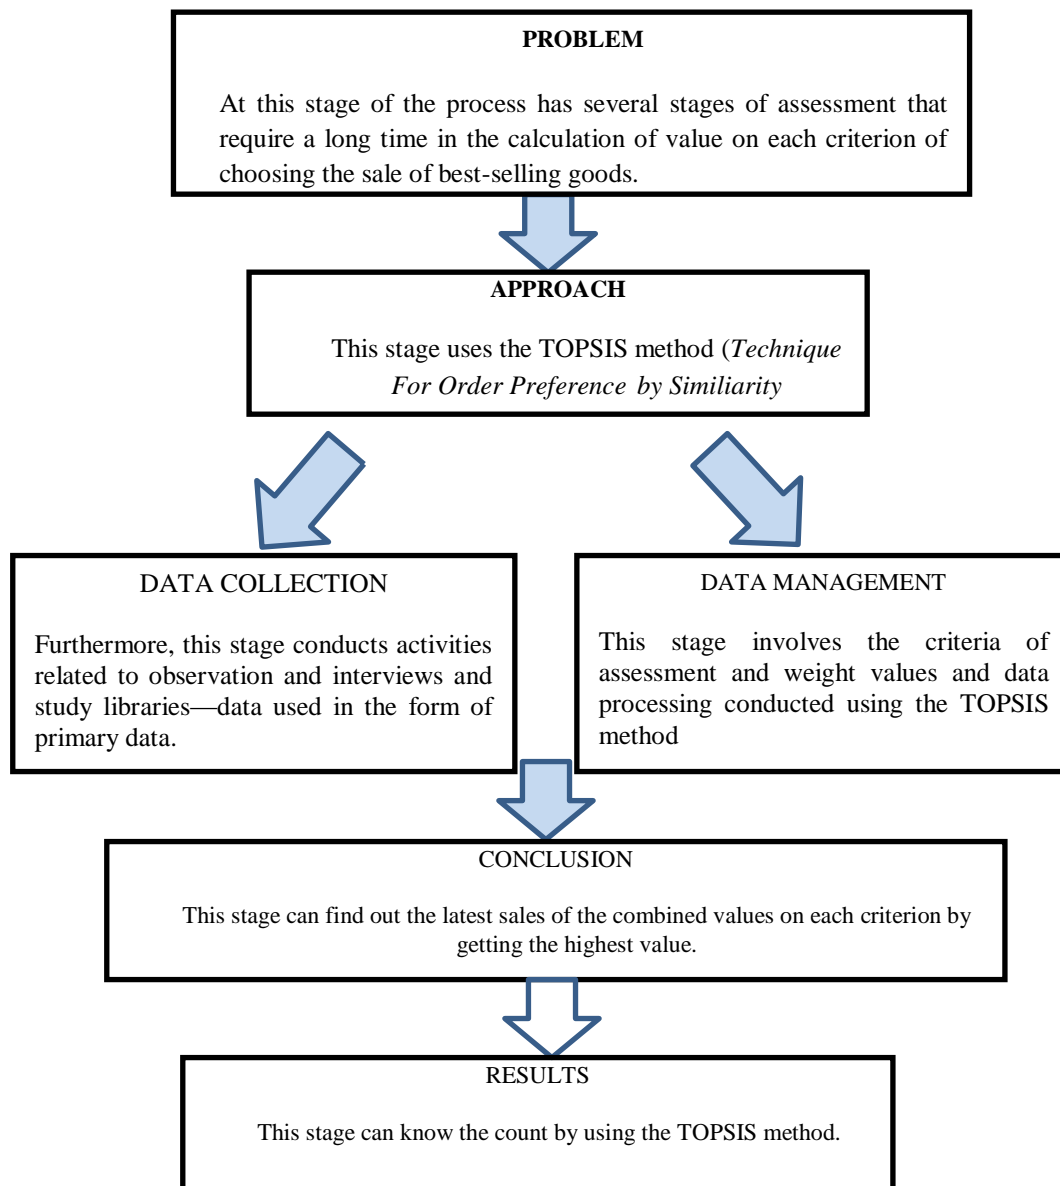 PROBLEM
At this stage of the process has several stages of assessment that
require a long time in the calculation of value on each criterion of
choosing the sale of best-selling goods.
APPROACH
This stage uses the TOPSIS method (Technique
For Order Preference by Similiarity
DATA COLLECTION
Furthermore, this stage conducts activities
related to observation and interviews and
study libraries—data used in the form of
primary data.
DATA MANAGEMENT
This stage involves the criteria of
assessment and weight values and data
processing conducted using the TOPSIS
method
CONCLUSION
This stage can find out the latest sales of the combined values on each criterion by
getting the highest value.
RESULTS
This stage can know the count by using the TOPSIS method.